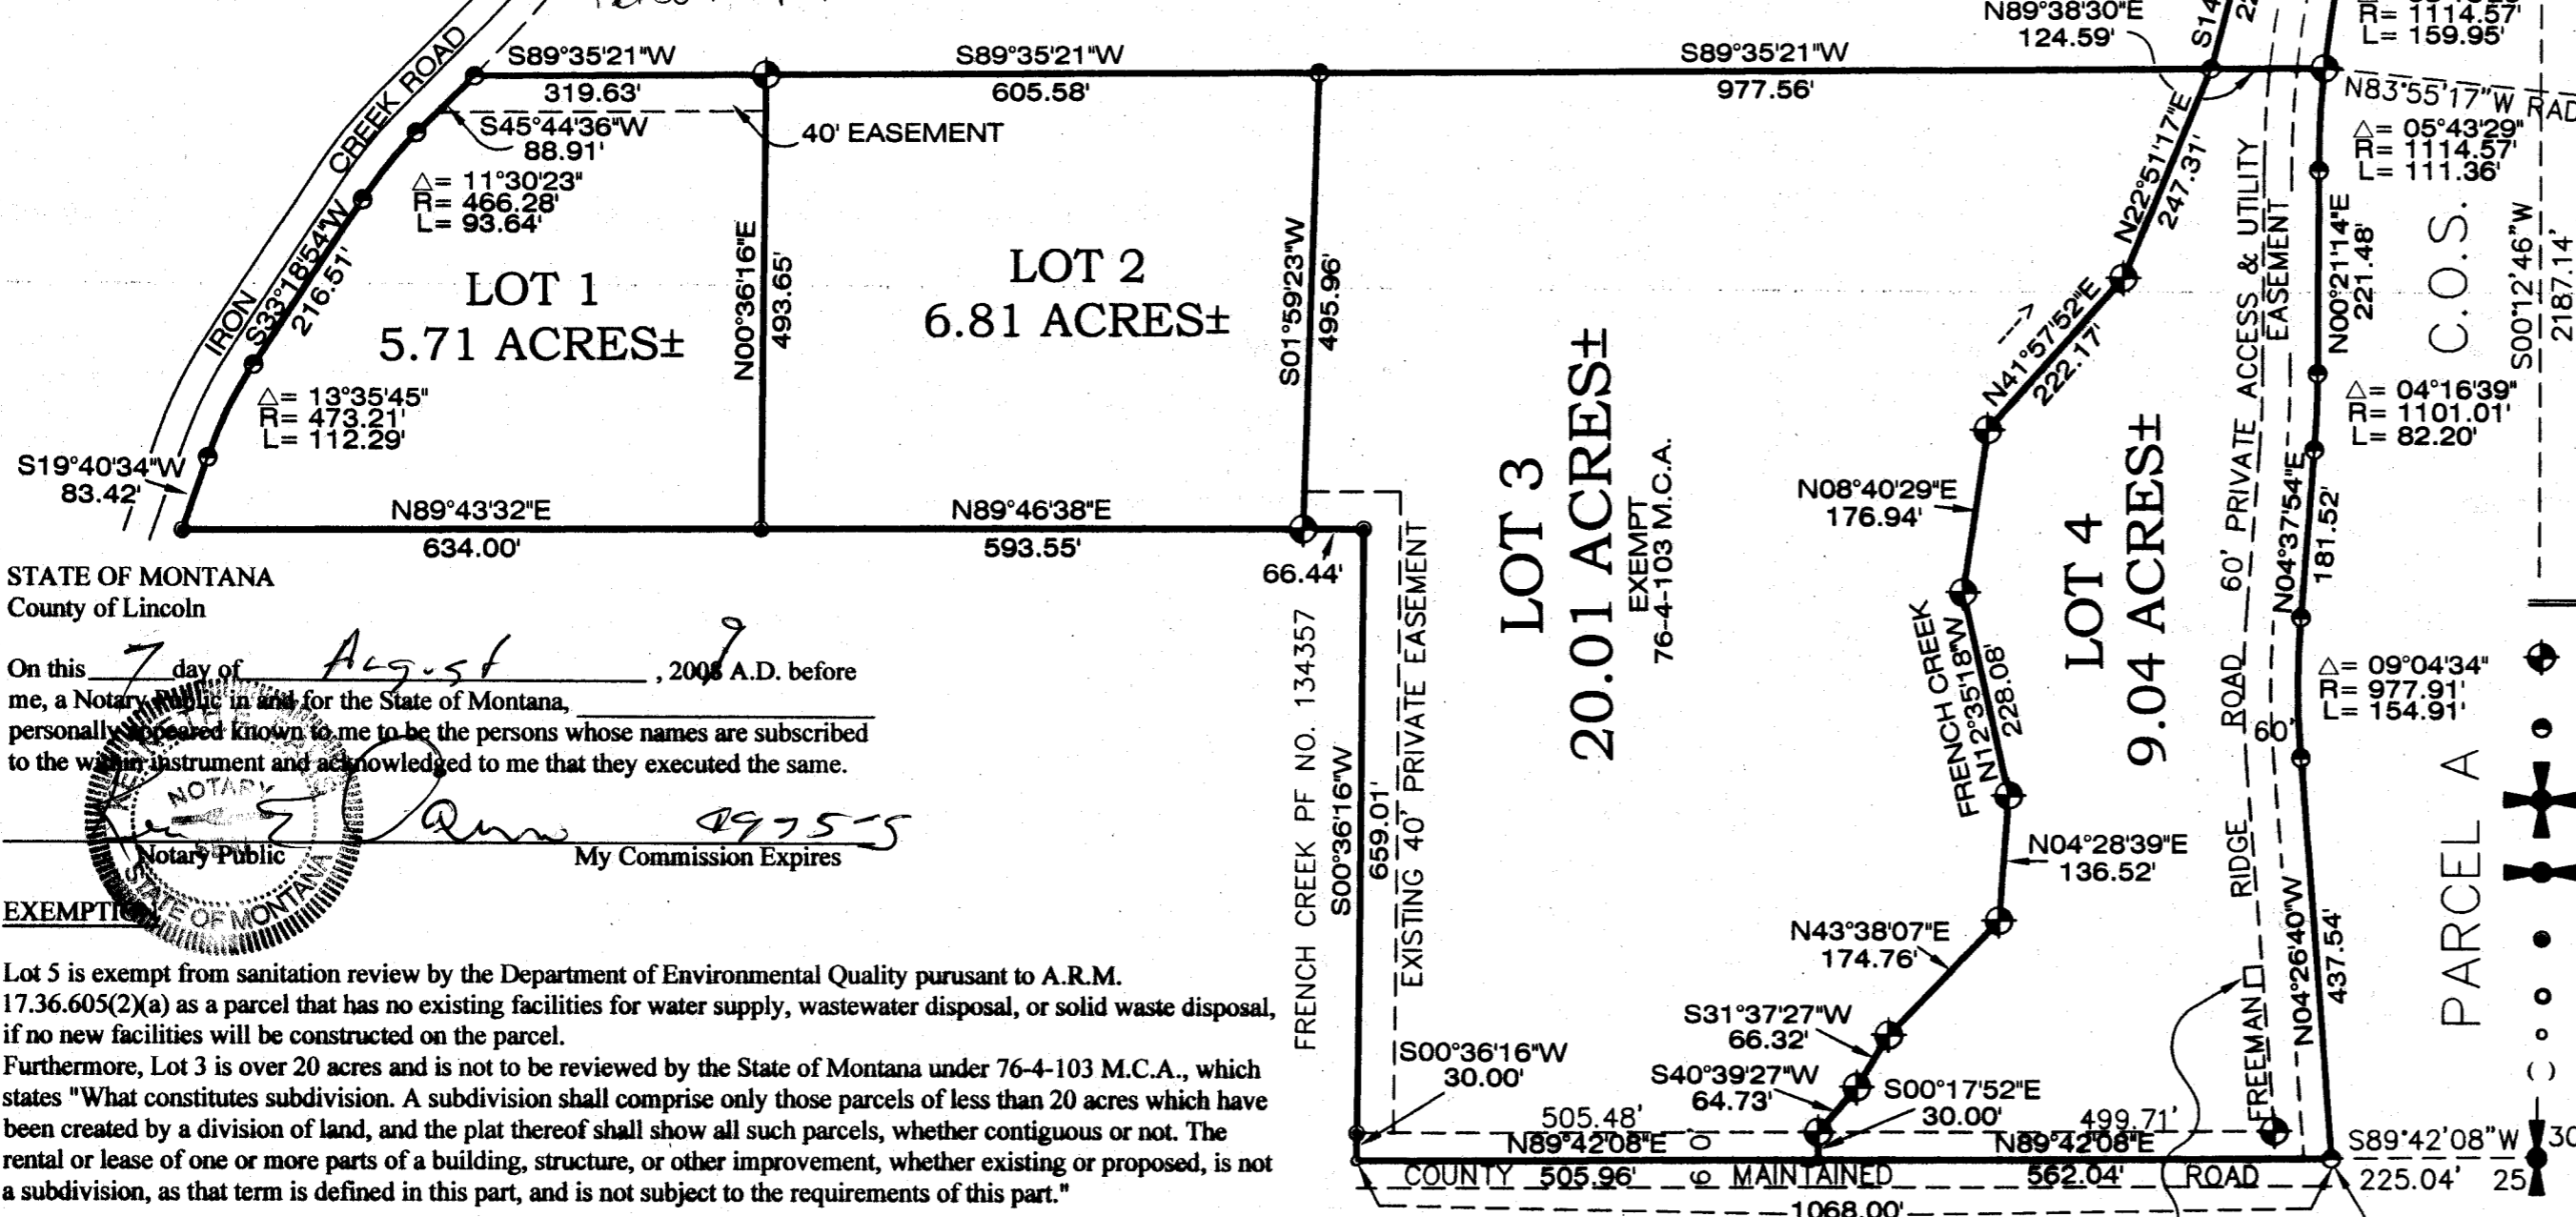 N89°38'30"E
124.59'
R= 1114.57'
L= 159.95'
S89°35'21"W
319.63'
S89°35'21"W
605.58'
S89°35'21"W
977.56'
N83°55'17"W RAD
IRON CREEK ROAD
S45°44'36"W
88.91'
40' EASEMENT
△= 11°30'23"
R= 466.28'
L= 93.64'
S33°18'54"W
216.51'
△= 13°35'45"
R= 473.21'
L= 112.29'
S19°40'34"W
83.42'
LOT 1
5.71 ACRES±
N00°36'16"E
493.65'
LOT 2
6.81 ACRES±
S01°59'23"W
495.96'
N89°43'32"E
634.00'
N89°46'38"E
593.55'
66.44'
LOT 3
20.01 ACRES±
EXEMPT
76-4-103 M.C.A.
N22°51'17"E
247.31'
N41°57'52"E
222.17'
N08°40'29"E
176.94'
FRENCH CREEK
N12°35'18"W
228.08'
N04°28'39"E
136.52'
N43°38'07"E
174.76'
S31°37'27"W
66.32'
S40°39'27"W
64.73'
S00°17'52"E
30.00'
LOT 4
9.04 ACRES±
60' PRIVATE ACCESS & UTILITY
EASEMENT
FREEMAN RIDGE ROAD
60'
△= 05°43'29"
R= 1114.57'
L= 111.36'
N00°21'14"E
221.48'
△= 04°16'39"
R= 1101.01'
L= 82.20'
N04°37'54"E
181.52'
△= 09°04'34"
R= 977.91'
L= 154.91'
N04°26'40"W
437.54'
C.O.S.
PARCEL A
S00°12'46"W
2187.14'
FRENCH CREEK PF NO. 134357
S00°36'16"W
659.01'
EXISTING 40' PRIVATE EASEMENT
S00°36'16"W
30.00'
505.48'
N89°42'08"E
499.71'
N89°42'08"E
60'
COUNTY 505.96' MAINTAINED 562.04' ROAD
1068.00'
S89°42'08"W
225.04'
30
25
( )
STATE OF MONTANA
County of Lincoln
On this 7 day of August, 2009 A.D. before
me, a Notary Public in and for the State of Montana,
personally appeared known to me to be the persons whose names are subscribed
to the within instrument and acknowledged to me that they executed the same.
NOTARY
STATE OF MONTANA
Notary Public
My Commission Expires
EXEMPTION
Lot 5 is exempt from sanitation review by the Department of Environmental Quality purusant to A.R.M.
17.36.605(2)(a) as a parcel that has no existing facilities for water supply, wastewater disposal, or solid waste disposal,
if no new facilities will be constructed on the parcel.
Furthermore, Lot 3 is over 20 acres and is not to be reviewed by the State of Montana under 76-4-103 M.C.A., which
states "What constitutes subdivision. A subdivision shall comprise only those parcels of less than 20 acres which have
been created by a division of land, and the plat thereof shall show all such parcels, whether contiguous or not. The
rental or lease of one or more parts of a building, structure, or other improvement, whether existing or proposed, is not
a subdivision, as that term is defined in this part, and is not subject to the requirements of this part."